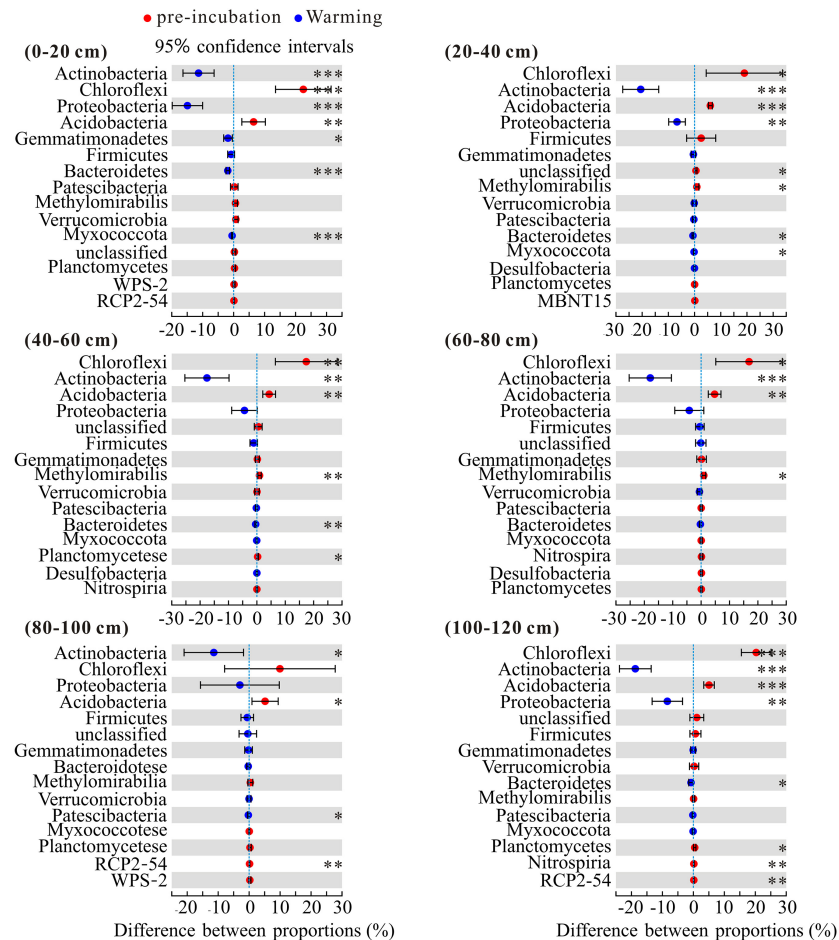 pre-incubation Warming
95% confidence intervals
(0-20 cm)
Actinobacteria ***
Chloroflexi ***
Proteobacteria ***
Acidobacteria **
Gemmatimonadetes *
Firmicutes
Bacteroidetes ***
Patescibacteria
Methylomirabilis
Verrucomicrobia
Myxococcota ***
unclassified
Planctomycetes
WPS-2
RCP2-54
-20 -10 0 10 20 30
(20-40 cm)
Chloroflexi *
Actinobacteria ***
Acidobacteria ***
Proteobacteria **
Firmicutes
Gemmatimonadetes
unclassified *
Methylomirabilis *
Verrucomicrobia
Patescibacteria
Bacteroidetes *
Myxococcota *
Desulfobacteria
Planctomycetes
MBNT15
30 -20 -10 0 10 20 30
(40-60 cm)
Chloroflexi **
Actinobacteria **
Acidobacteria **
Proteobacteria
unclassified
Firmicutes
Gemmatimonadetes
Methylomirabilis **
Verrucomicrobia
Patescibacteria
Bacteroidetes **
Myxococcota
Planctomycetese *
Desulfobacteria
Nitrospiria
-30 -20 -10 0 10 20 30
(60-80 cm)
Chloroflexi *
Actinobacteria ***
Acidobacteria **
Proteobacteria
Firmicutes
unclassified
Gemmatimonadetes
Methylomirabilis *
Verrucomicrobia
Patescibacteria
Bacteroidetes
Myxococcota
Nitrospira
Desulfobacteria
Planctomycetes
-30 -20 -10 0 10 20 30
(80-100 cm)
Actinobacteria *
Chloroflexi
Proteobacteria
Acidobacteria *
Firmicutes
unclassified
Gemmatimonadetes
Bacteroidotese
Methylomirabilia
Verrucomicrobia
Patescibacteria *
Myxococcotese
Planctomycetese
RCP2-54 **
WPS-2
-20 -10 0 10 20 30
Difference between proportions (%)
(100-120 cm)
Chloroflexi ***
Actinobacteria ***
Acidobacteria ***
Proteobacteria **
unclassified
Firmicutes
Gemmatimonadetes
Verrucomicrobia
Bacteroidetes *
Methylomirabilis
Patescibacteria
Myxococcota
Planctomycetes *
Nitrospiria **
RCP2-54 **
-20 -10 0 10 20 30
Difference between proportions (%)